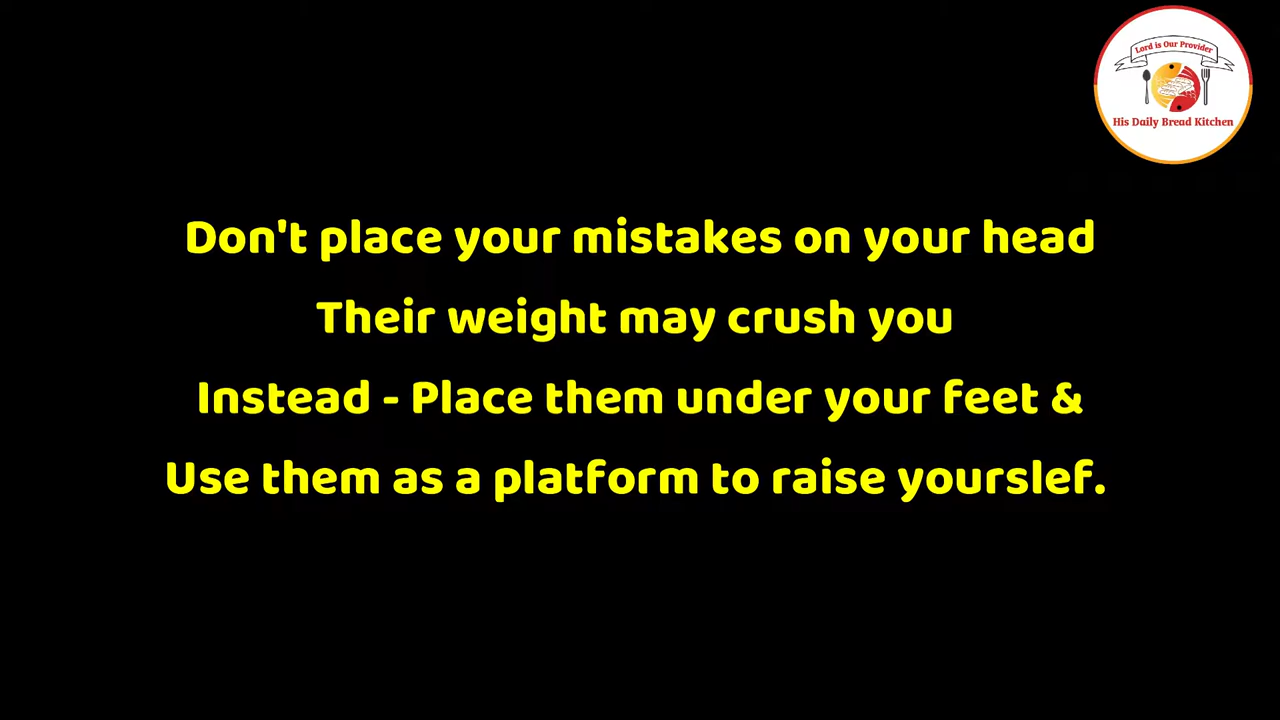 Lord is Our Provider
His Daily Bread Kitchen
Don't place your mistakes on your head
Their weight may crush you
Instead - Place them under your feet &
Use them as a platform to raise yourslef.